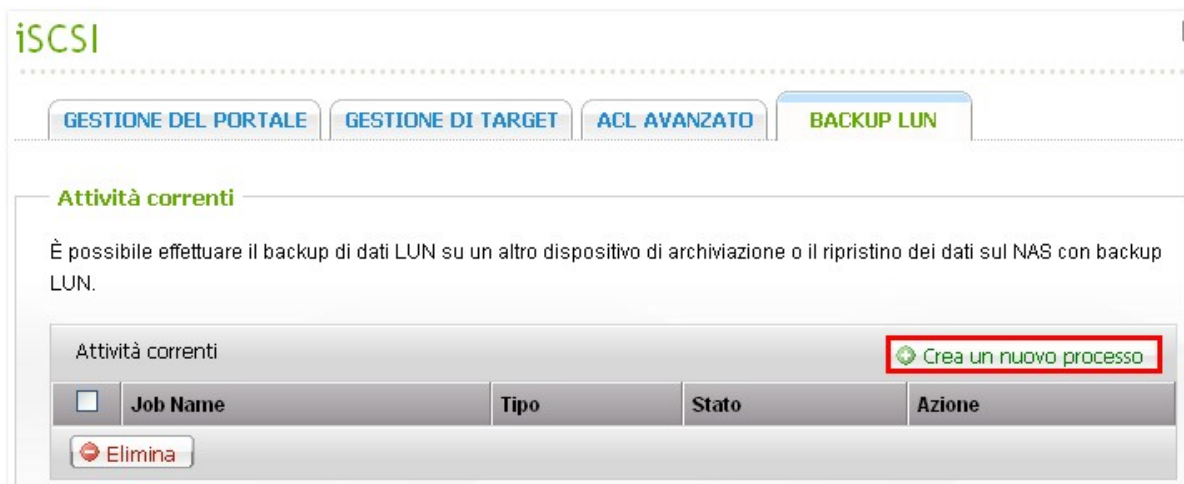 iSCSI
GESTIONE DEL PORTALE GESTIONE DI TARGET ACL AVANZATO BACKUP LUN
Attività correnti
È possibile effettuare il backup di dati LUN su un altro dispositivo di archiviazione o il ripristino dei dati sul NAS con backup
LUN.
Attività correnti Crea un nuovo processo
Job Name Tipo Stato Azione
Elimina